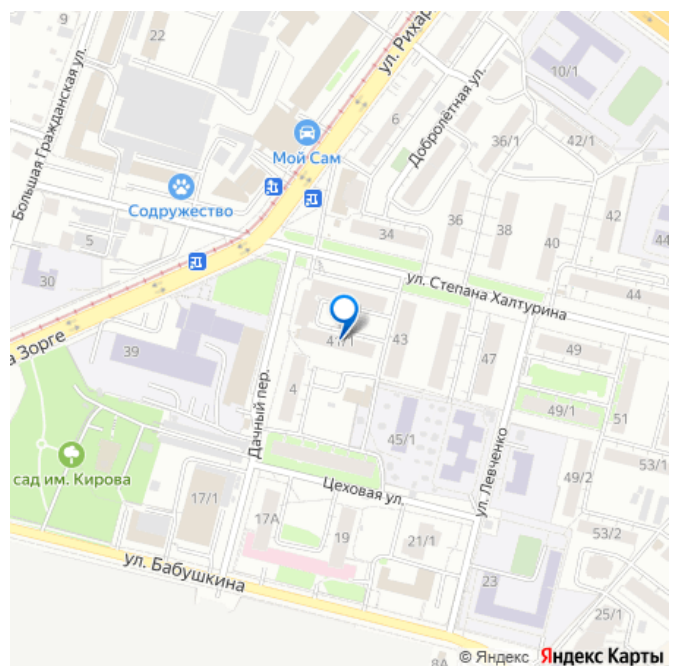 9
22
ул. Рихар
Большая Гражданская ул.
10/1
Добролётная ул.
6
Мой Сам
36/1
42/1
Содружество
5
34
36
38
40
42
44
30
ул. Степана Халтурина
44
а Зорге
39
41/1
43
47
49
Дачный пер.
4
49/1
51
45/1
ул. Левченко
сад им. Кирова
17/1
Цеховая ул.
49/2
53/1
17А
19
21/1
53/2
ул. Бабушкина
23
25/1
8А
© Яндекс Яндекс Карты